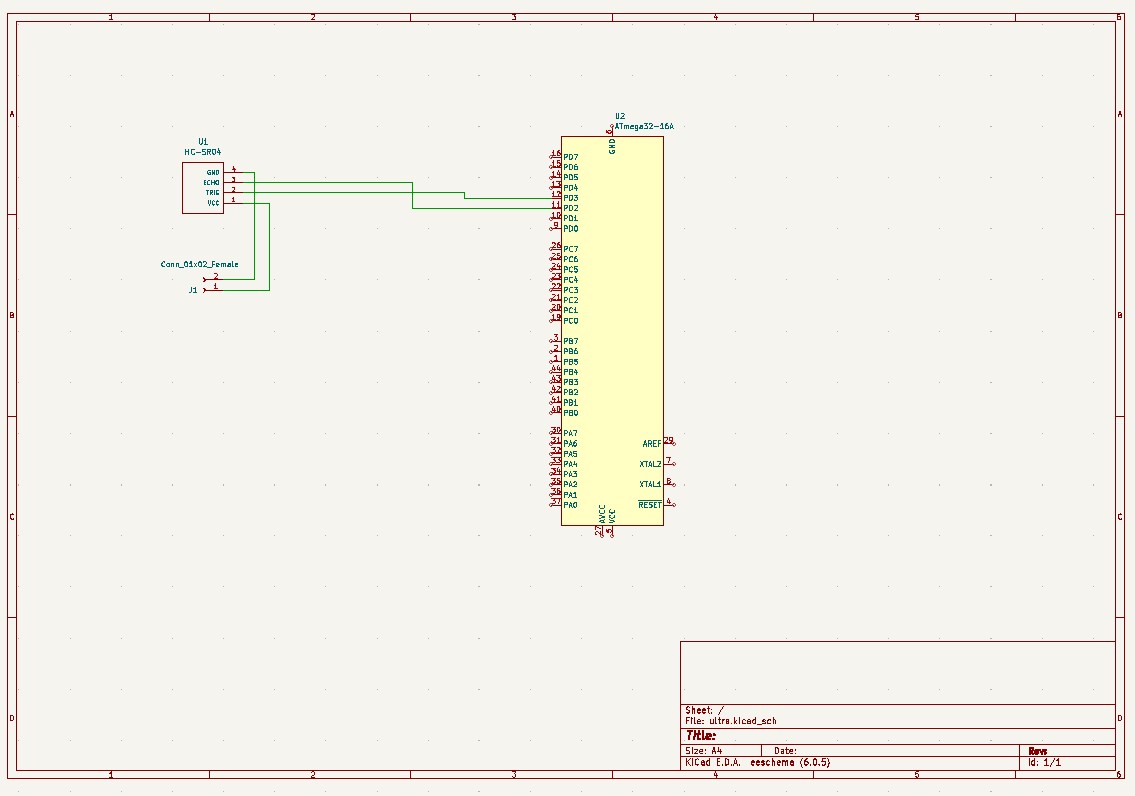 1 2 3 4 5 6
A A
U2
ATmega32-16A
6
GND
U1
HC-SR04
GND 4
ECHO 3
TRIG 2
VCC 1
16 PD7
15 PD6
14 PD5
13 PD4
12 PD3
11 PD2
10 PD1
9 PD0
26 PC7
25 PC6
24 PC5
23 PC4
22 PC3
21 PC2
20 PC1
19 PC0
Conn_01x02_Female
2
J1 1
B B
3 PB7
2 PB6
1 PB5
44 PB4
43 PB3
42 PB2
41 PB1
40 PB0
30 PA7
31 PA6
32 PA5
33 PA4
34 PA3
35 PA2
36 PA1
37 PA0
AREF 29
XTAL2 7
XTAL1 8
RESET 4
AVCC VCC
27 5
C C
D D
Sheet: /
File: ultra.kicad_sch
Title:
Size: A4 Date: Rev:
KiCad E.D.A. eeschema (6.0.5) Id: 1/1
1 2 3 4 5 6